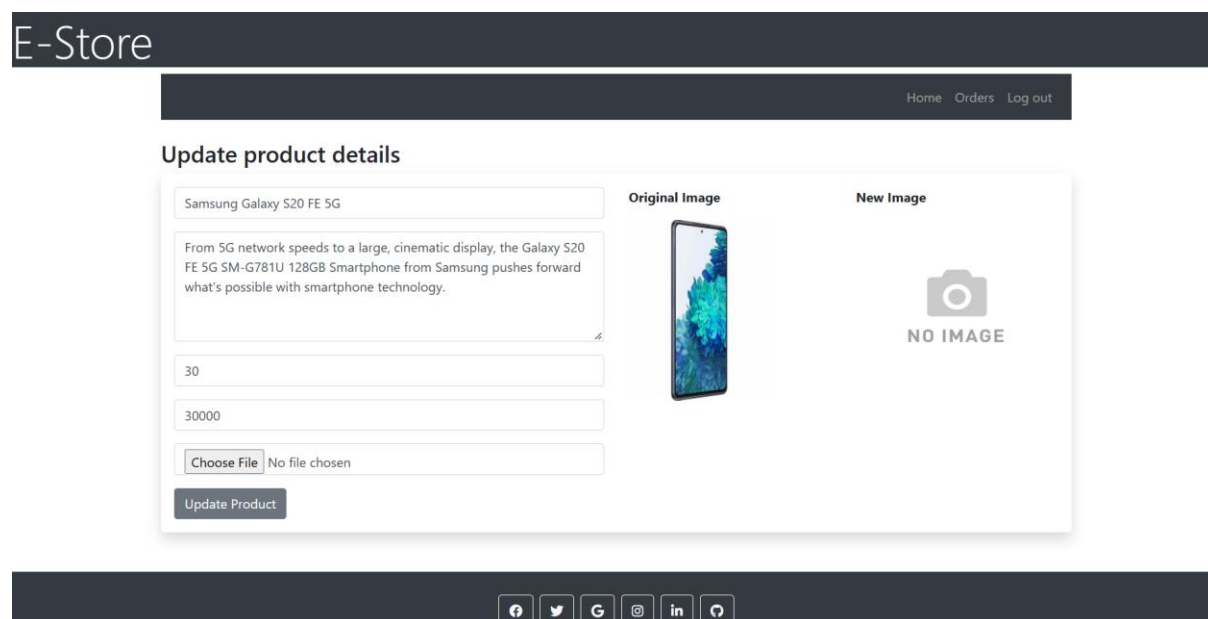 E-Store
Home Orders Log out
Update product details
Samsung Galaxy S20 FE 5G
From 5G network speeds to a large, cinematic display, the Galaxy S20
FE 5G SM-G781U 128GB Smartphone from Samsung pushes forward
what's possible with smartphone technology.
30
30000
Choose File No file chosen
Update Product
Original Image
New Image
NO IMAGE
G
in